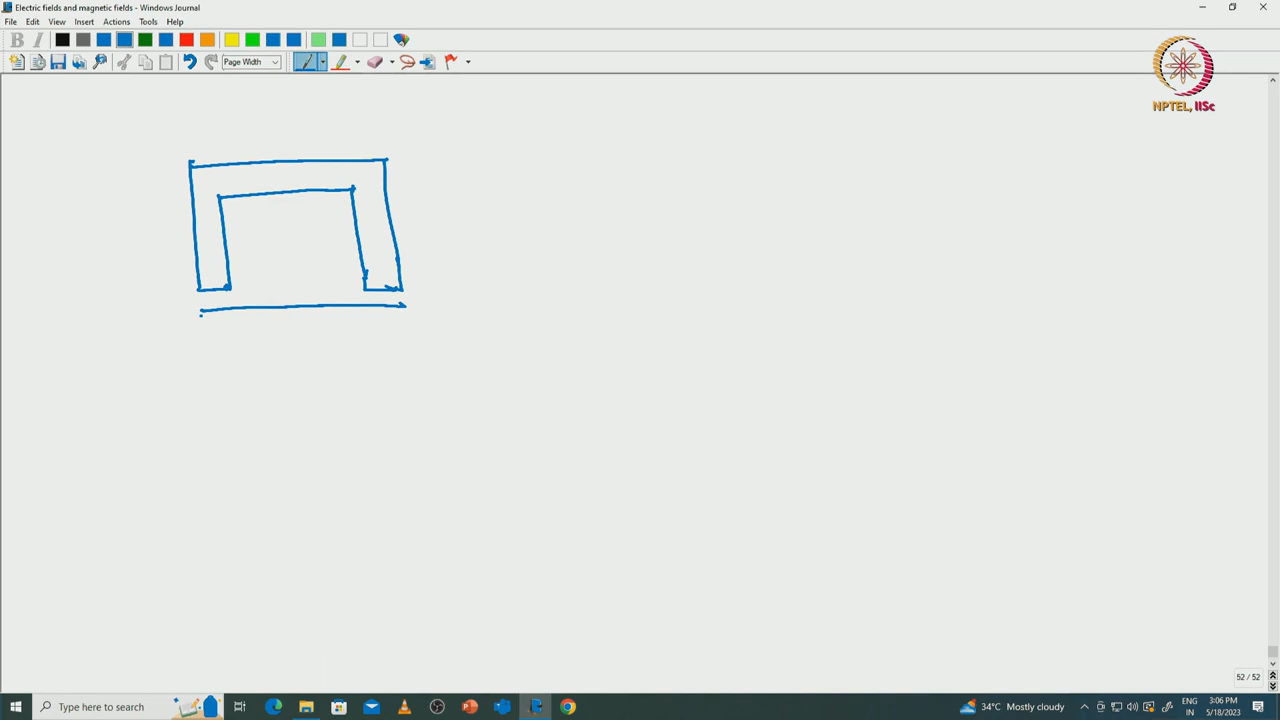 Electric fields and magnetic fields - Windows Journal
File Edit View Insert Actions Tools Help
B I
Page Width
NPTEL, IISc
52 / 52
Type here to search
34°C Mostly cloudy
ENG
IN
3:06 PM
5/18/2023